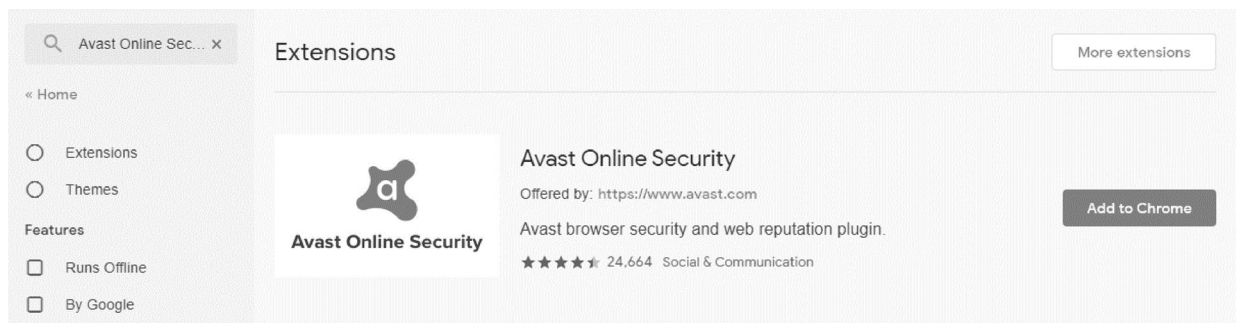 Avast Online Sec... ×
« Home
Extensions
Themes
Features
Runs Offline
By Google
Extensions
More extensions
a
Avast Online Security
Avast Online Security
Offered by: https://www.avast.com
Avast browser security and web reputation plugin.
24,664 Social & Communication
Add to Chrome